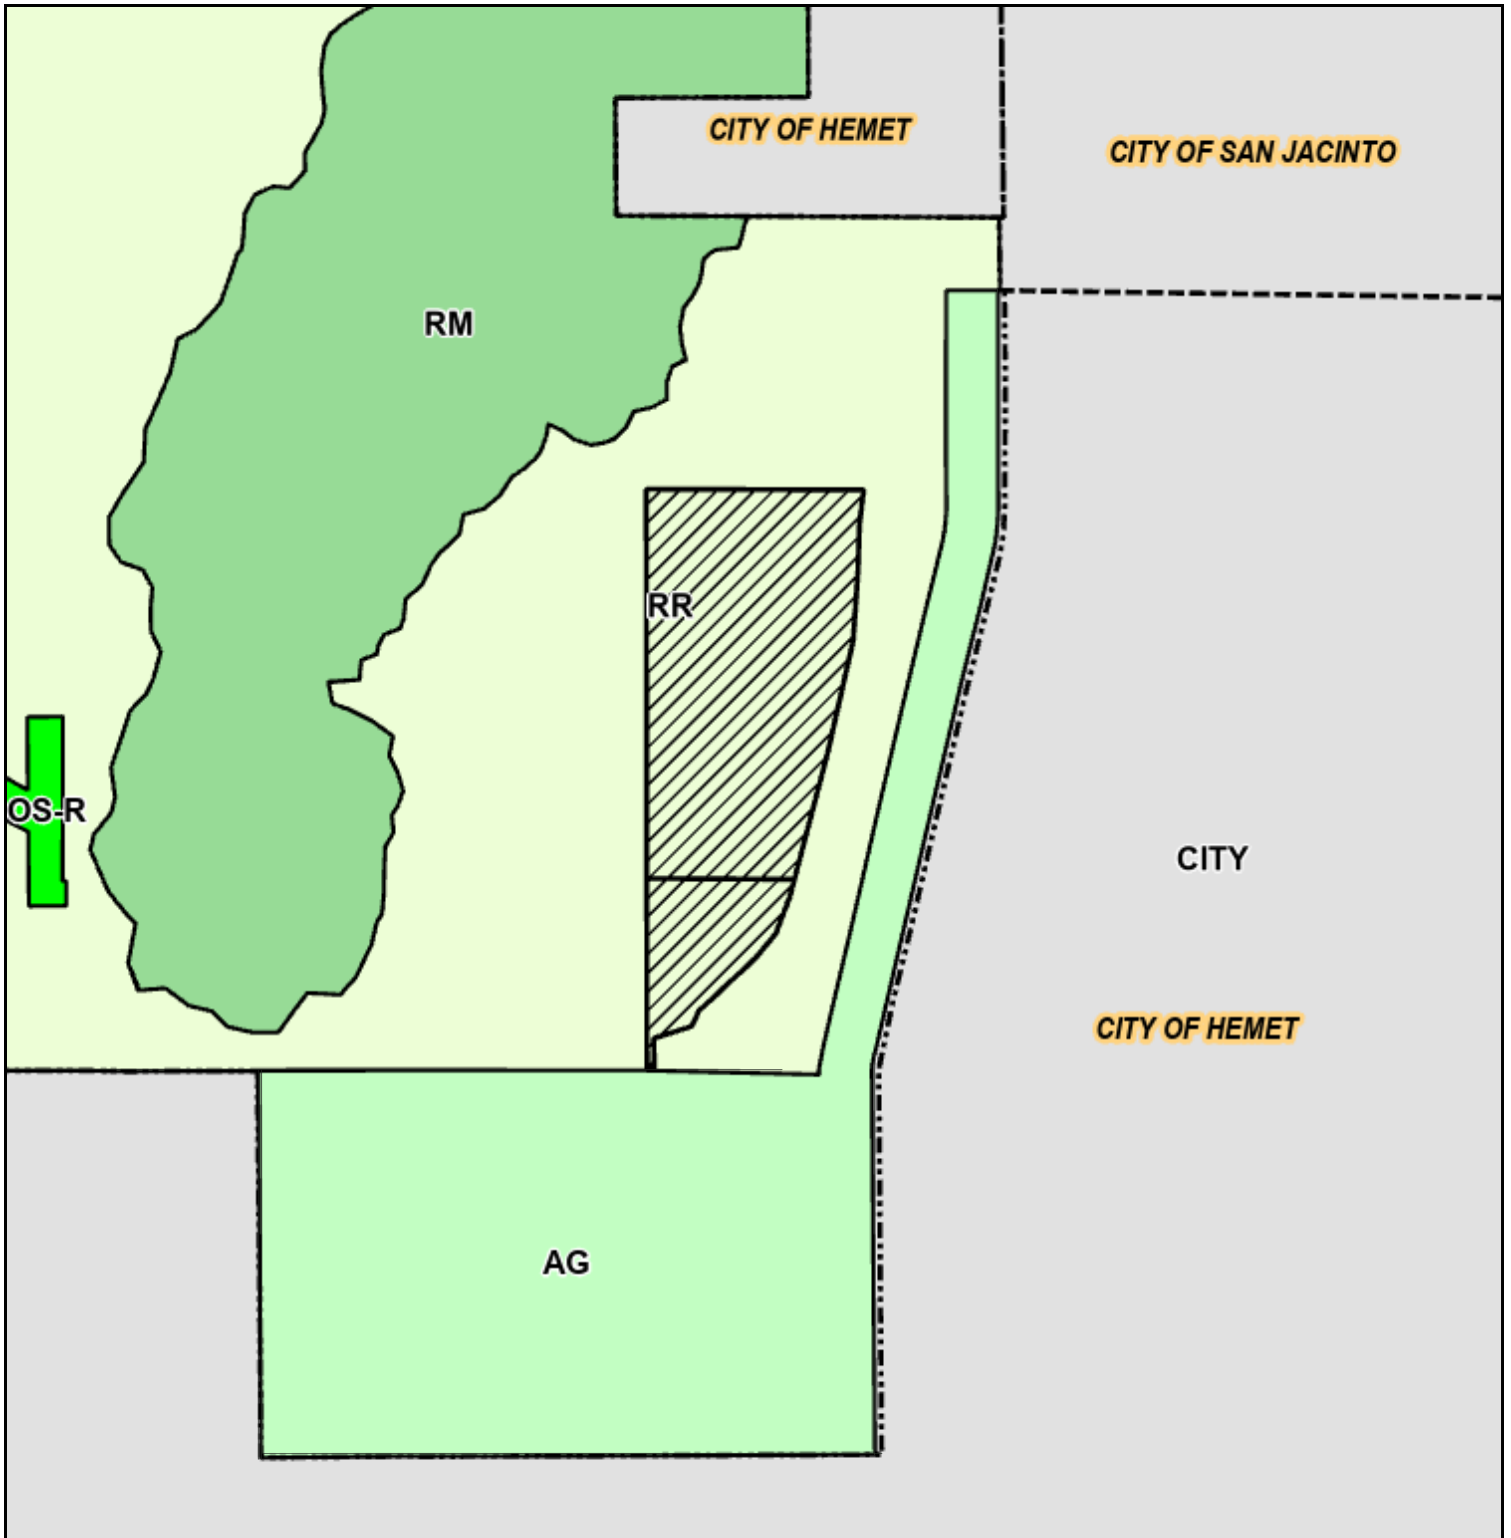 CITY OF HEMET
CITY OF SAN JACINTO
RM
RR
OS-R
CITY
CITY OF HEMET
AG